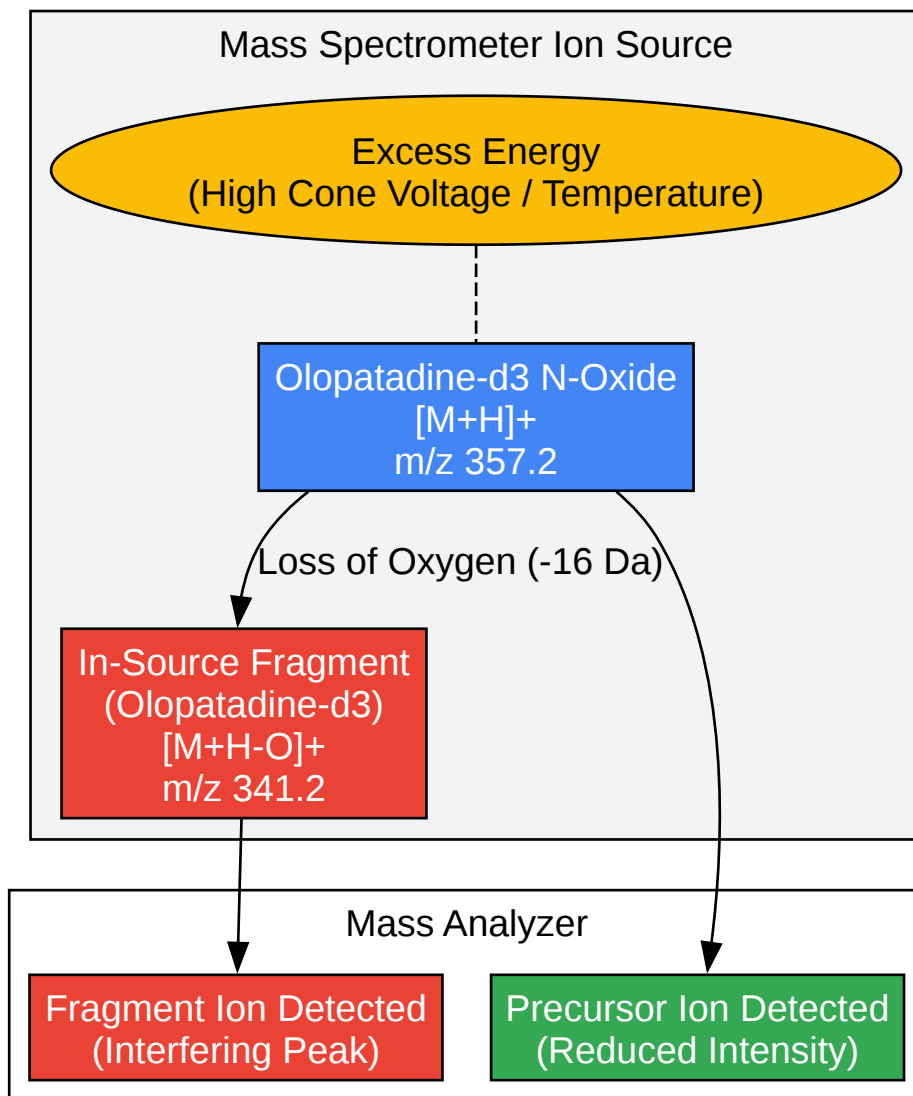 Mass Spectrometer Ion Source
Excess Energy
(High Cone Voltage / Temperature)
Olopatadine-d3 N-Oxide
[M+H]+
m/z 357.2
Loss of Oxygen (-16 Da)
In-Source Fragment
(Olopatadine-d3)
[M+H-O]+
m/z 341.2
Mass Analyzer
Fragment Ion Detected
(Interfering Peak)
Precursor Ion Detected
(Reduced Intensity)